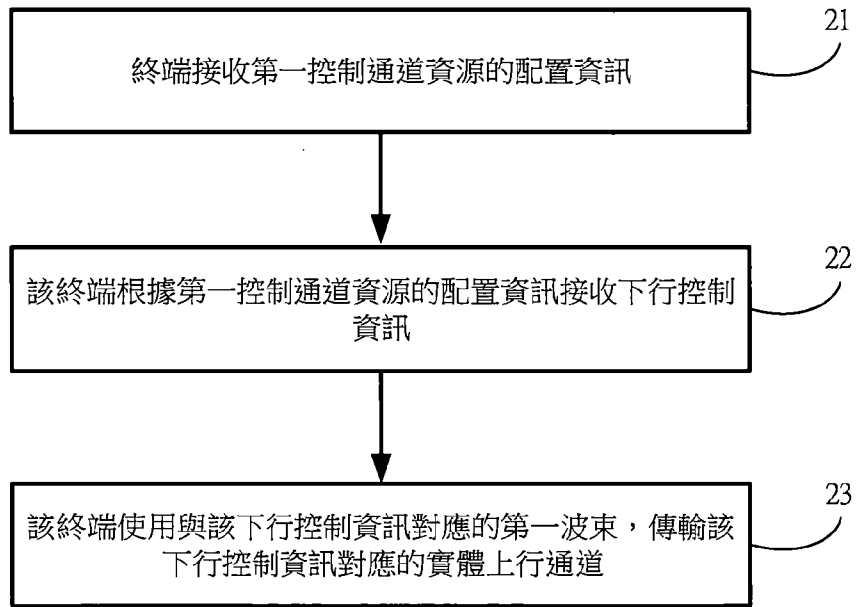 21
終端接收第一控制通道資源的配置資訊
22
該終端根據第一控制通道資源的配置資訊接收下行控制
資訊
23
該終端使用與該下行控制資訊對應的第一波束，傳輸該
下行控制資訊對應的實體上行通道